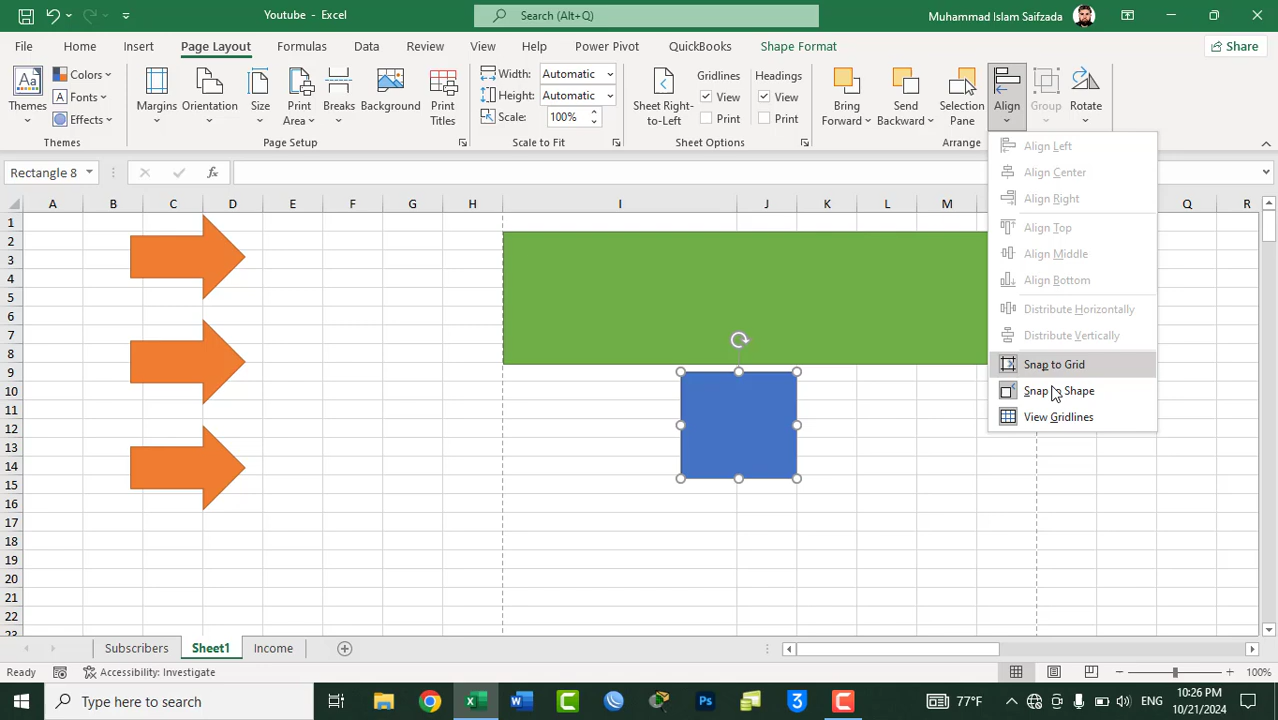 Youtube - Excel
Search (Alt+Q)
Muhammad Islam Saifzada
File Home Insert Page Layout Formulas Data Review View Help Power Pivot QuickBooks Shape Format Share
Themes
Colors
Fonts
Effects
Themes
Margins
Orientation
Size
Print Area
Breaks
Background
Print Titles
Page Setup
Width: Automatic
Height: Automatic
Scale: 100%
Scale to Fit
Sheet Right-to-Left
Gridlines
View
Print
Headings
View
Print
Sheet Options
Bring Forward
Send Backward
Selection Pane
Align
Group
Rotate
Arrange
Align Left
Align Center
Align Right
Align Top
Align Middle
Align Bottom
Distribute Horizontally
Distribute Vertically
Snap to Grid
Snap to Shape
View Gridlines
Rectangle 8
fx
A B C D E F G H I J K L M Q R
1
2
3
4
5
6
7
8
9
10
11
12
13
14
15
16
17
18
19
20
21
22
23
Subscribers Sheet1 Income
Ready
Accessibility: Investigate
100%
Type here to search
77°F
ENG
10:26 PM
10/21/2024